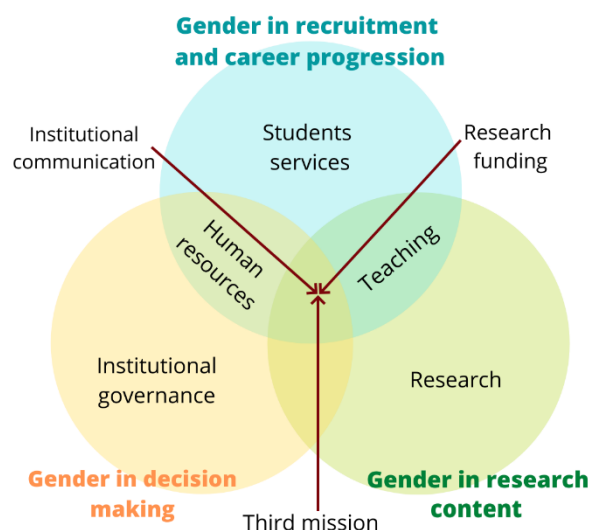 Gender in recruitment
and career progression
Institutional
communication
Students
services
Research
funding
Human
resources
Teaching
Institutional
governance
Research
Gender in decision
making
Gender in research
content
Third mission